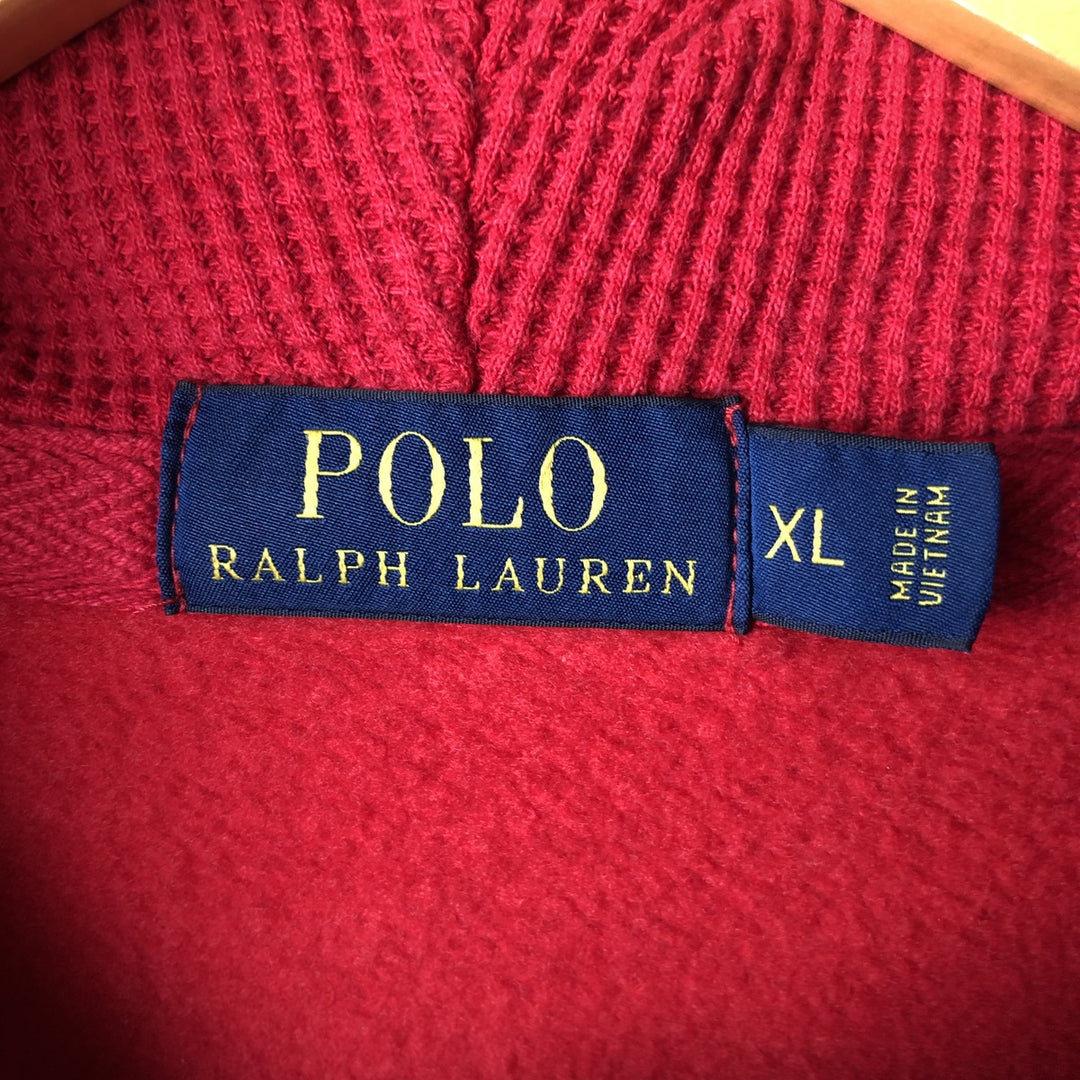 POLO
RALPH LAUREN
XL
MADE IN
VIETNAM